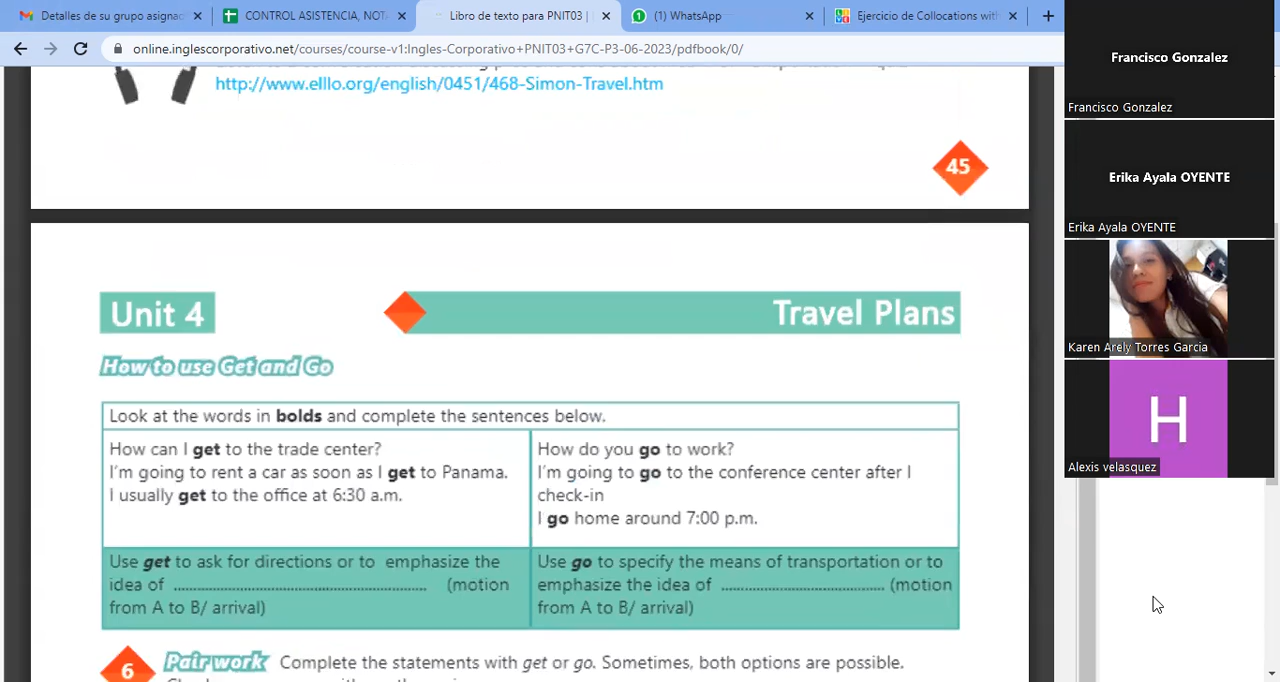 Detalles de su grupo asignad
CONTROL ASISTENCIA, NOT
Libro de texto para PNIT03 |
(1) WhatsApp
Ejercicio de Collocations with
online.inglescorporativo.net/courses/course-v1:Ingles-Corporativo+PNIT03+G7C-P3-06-2023/pdfbook/0/
http://www.elllo.org/english/0451/468-Simon-Travel.htm
45
Unit 4
Travel Plans
How to use Get and Go
Look at the words in bolds and complete the sentences below.
How can I get to the trade center?
I'm going to rent a car as soon as I get to Panama.
I usually get to the office at 6:30 a.m.
How do you go to work?
I'm going to go to the conference center after I
check-in
I go home around 7:00 p.m.
Use get to ask for directions or to emphasize the
idea of ........................................................ (motion
from A to B/ arrival)
Use go to specify the means of transportation or to
emphasize the idea of .................................... (motion
from A to B/ arrival)
6
Pair work Complete the statements with get or go. Sometimes, both options are possible.
Francisco Gonzalez
Francisco Gonzalez
Erika Ayala OYENTE
Erika Ayala OYENTE
Karen Arely Torres Garcia
H
Alexis velasquez